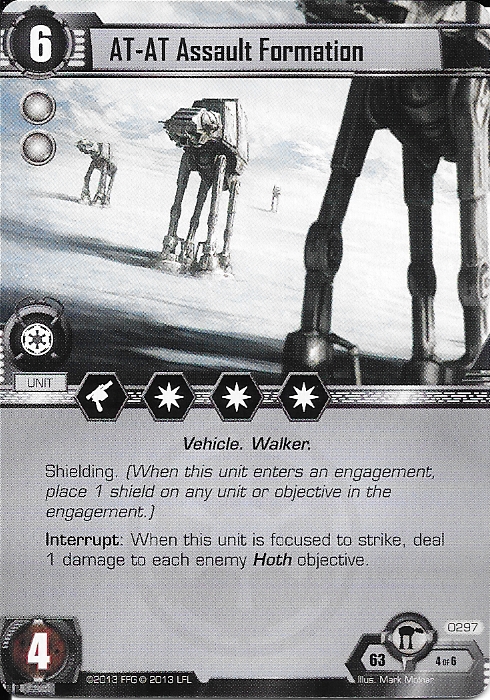 6
AT-AT Assault Formation
UNIT
Vehicle. Walker.
Shielding. (When this unit enters an engagement,
place 1 shield on any unit or objective in the
engagement.)
Interrupt: When this unit is focused to strike, deal
1 damage to each enemy Hoth objective.
4
0297
63
4 OF 6
©2013 FFG © 2013 LFL
Illus. Mark Molnar